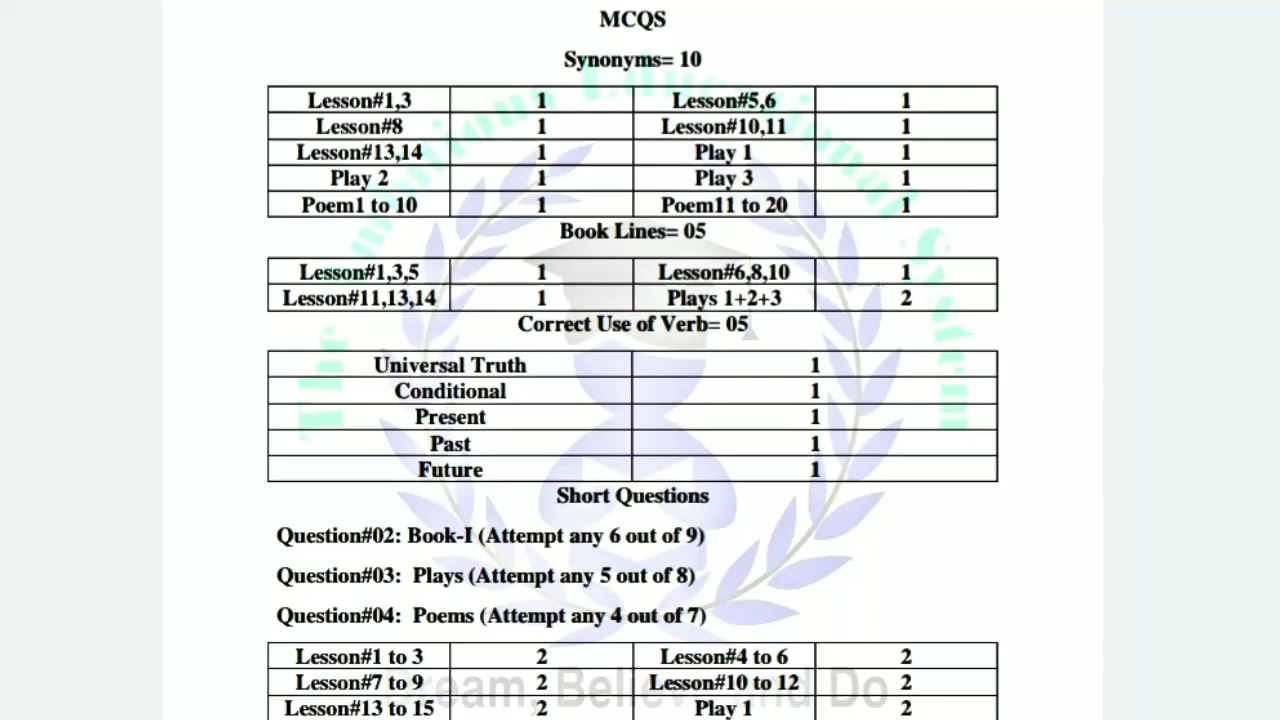 MCQS
Synonyms= 10
Lesson#1,3 1 Lesson#5,6 1
Lesson#8 1 Lesson#10,11 1
Lesson#13,14 1 Play 1 1
Play 2 1 Play 3 1
Poem1 to 10 1 Poem11 to 20 1
Book Lines= 05
Lesson#1,3,5 1 Lesson#6,8,10 1
Lesson#11,13,14 1 Plays 1+2+3 2
Correct Use of Verb= 05
Universal Truth 1
Conditional 1
Present 1
Past 1
Future 1
Short Questions
Question#02: Book-I (Attempt any 6 out of 9)
Question#03: Plays (Attempt any 5 out of 8)
Question#04: Poems (Attempt any 4 out of 7)
Lesson#1 to 3 2 Lesson#4 to 6 2
Lesson#7 to 9 2 Lesson#10 to 12 2
Lesson#13 to 15 2 Play 1 2
Educational System
Do